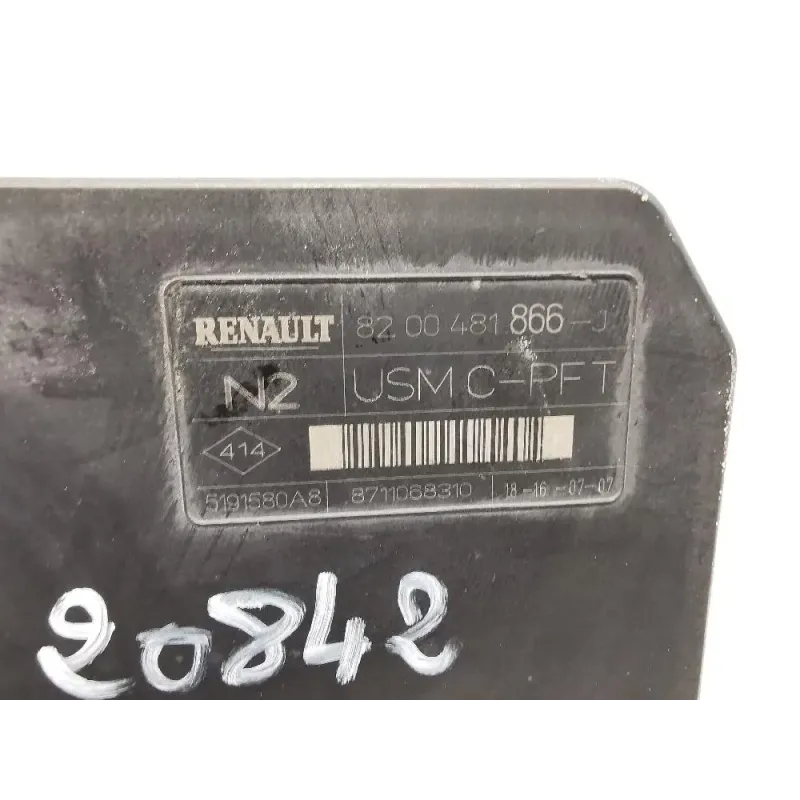 RENAULT 82 00 481 866-J
N2 USM C-PFT
414
5191580A8 8711068310 18-16-07-07
20842